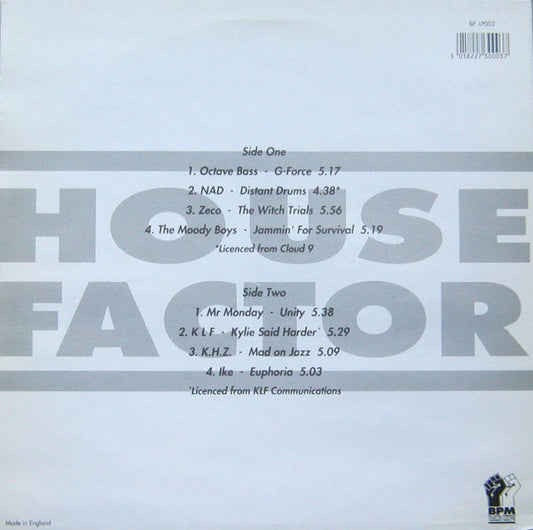 BP LP003
5 018227 300037
Side One
1. Octave Bass - G-Force 5.17
2. NAD - Distant Drums 4.38*
3. Zeco - The Witch Trials 5.56
4. The Moody Boys - Jammin' For Survival 5.19
*Licenced from Cloud 9
HOUSE
FACTOR
Side Two
1. Mr Monday - Unity 5.38
2. K L F - Kylie Said Harder* 5.29
3. K.H.Z. - Mad on Jazz 5.09
4. Ike - Euphoria 5.03
*Licenced from KLF Communications
Made in England
BPM